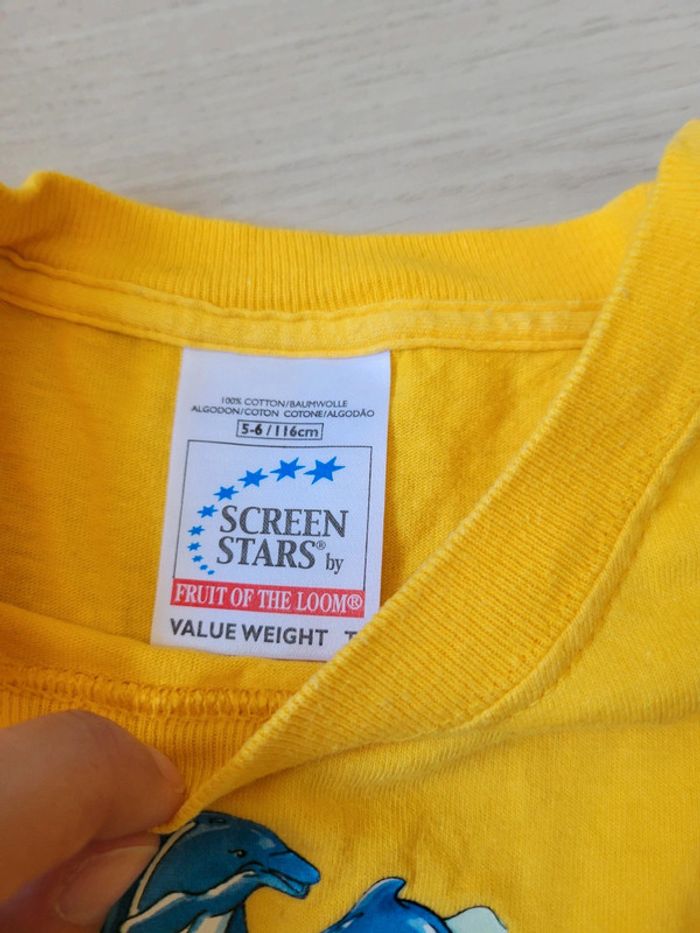 100% COTTON/BAUMWOLLE
ALGODON/COTON COTONE/ALGODÃO
5-6/116cm
SCREEN
STARS® by
FRUIT OF THE LOOM®
VALUE WEIGHT T